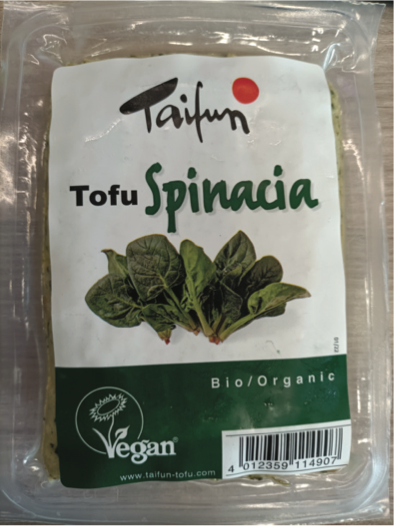 Taifun
Tofu Spinacia
Bio/Organic
Vegan
www.taifun-tofu.com
4 012359 114907